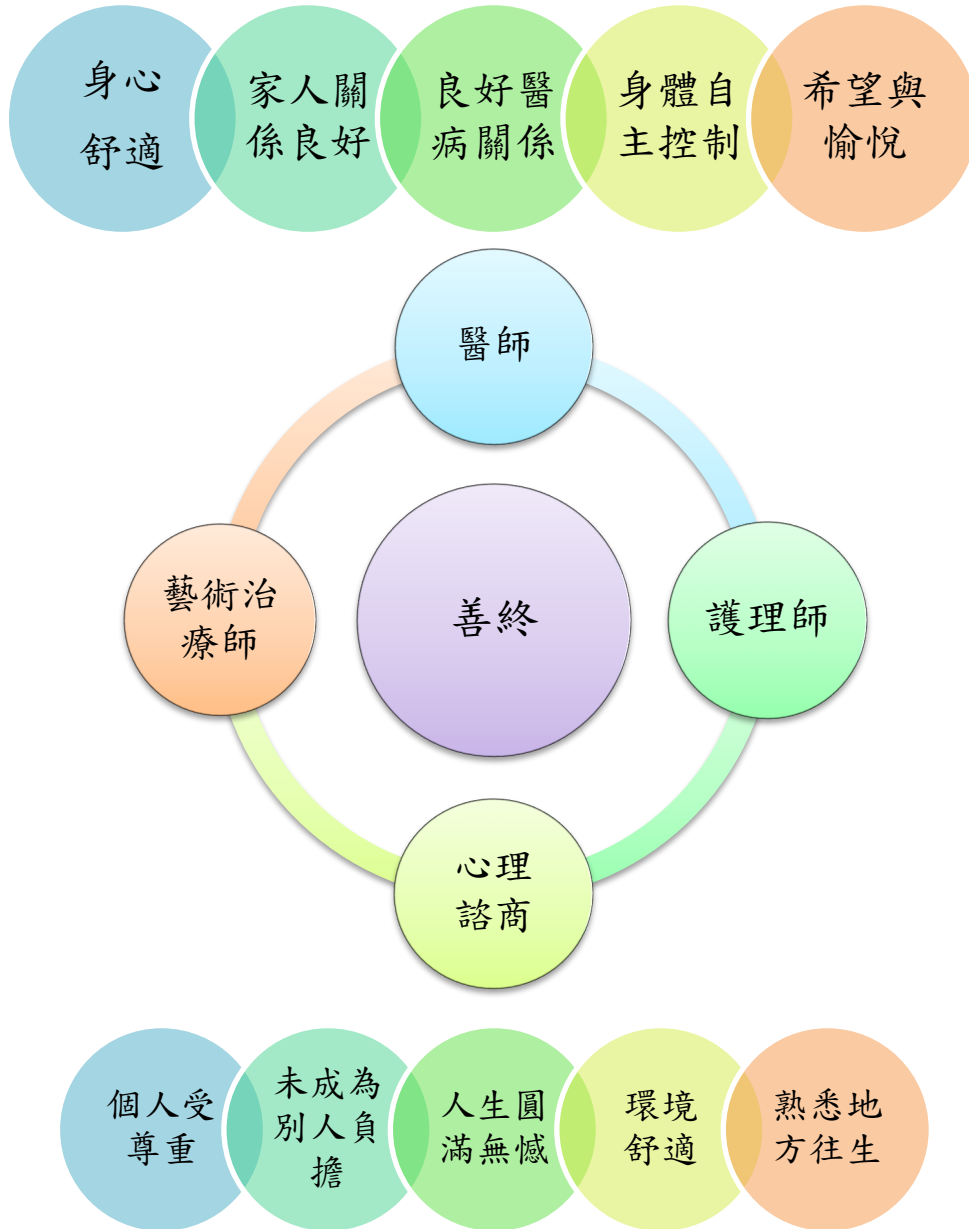 身心
舒適
家人關
係良好
良好醫
病關係
身體自
主控制
希望與
愉悅
醫師
藝術治
療師
善終
護理師
心理
諮商
個人受
尊重
未成為
別人負
擔
人生圓
滿無憾
環境
舒適
熟悉地
方往生